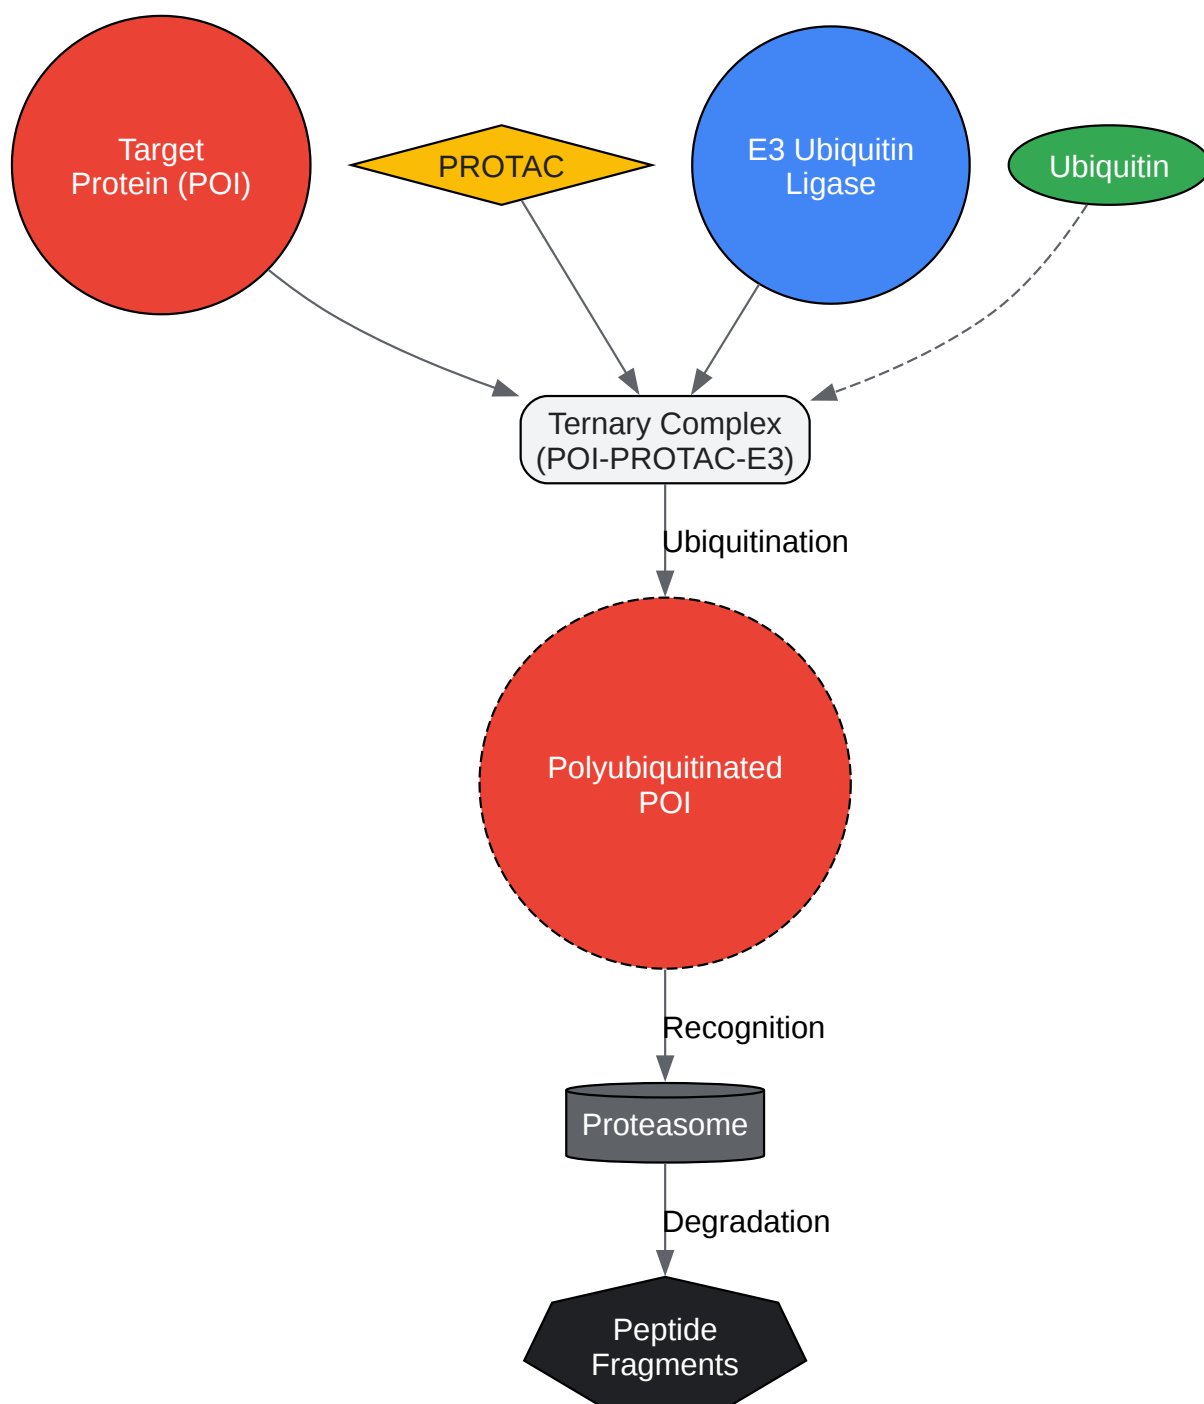 Target
Protein (POI)
PROTAC
E3 Ubiquitin
Ligase
Ubiquitin
Ternary Complex
(POI-PROTAC-E3)
Ubiquitination
Polyubiquitinated
POI
Recognition
Proteasome
Degradation
Peptide
Fragments